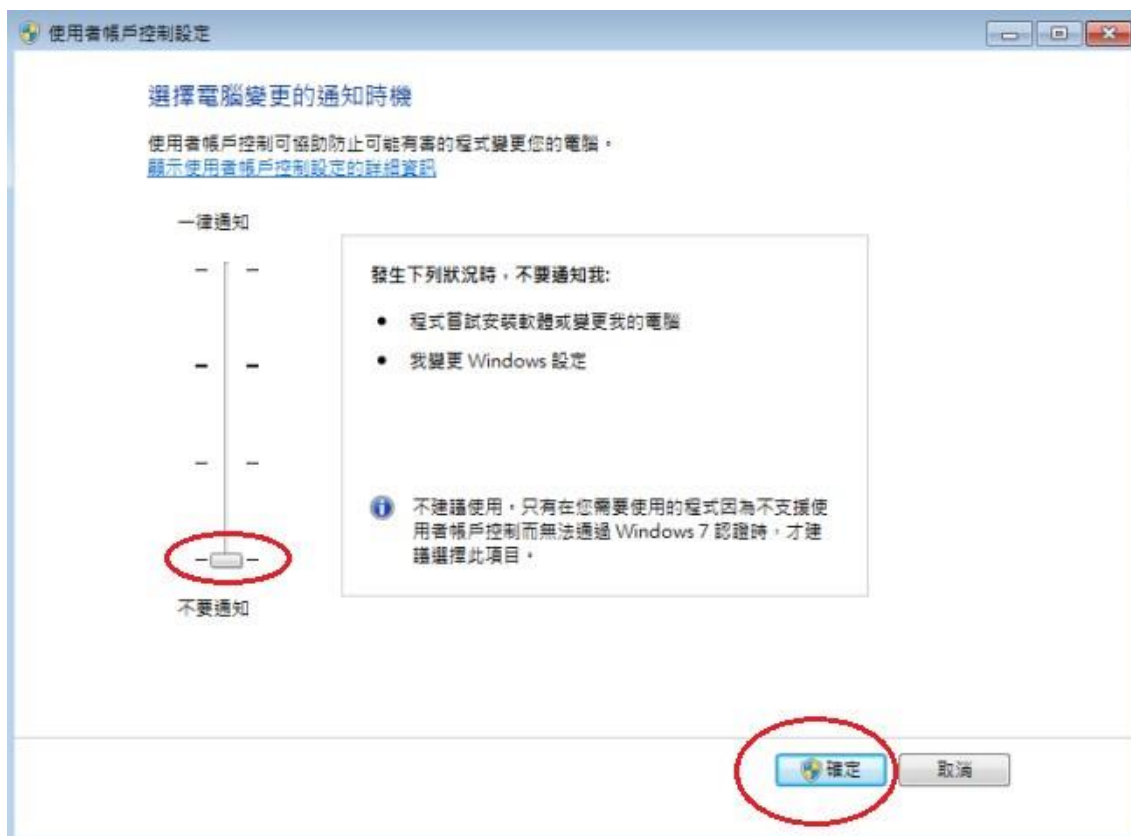 使用者帳戶控制設定
選擇電腦變更的通知時機
使用者帳戶控制可協助防止可能有害的程式變更您的電腦。
顯示使用者帳戶控制設定的詳細資訊
一律通知
發生下列狀況時，不要通知我:
• 程式嘗試安裝軟體或變更我的電腦
• 我變更 Windows 設定
不建議使用。只有在您需要使用的程式因為不支援使
用者帳戶控制而無法通過 Windows 7 認證時，才建
議選擇此項目。
不要通知
確定
取消